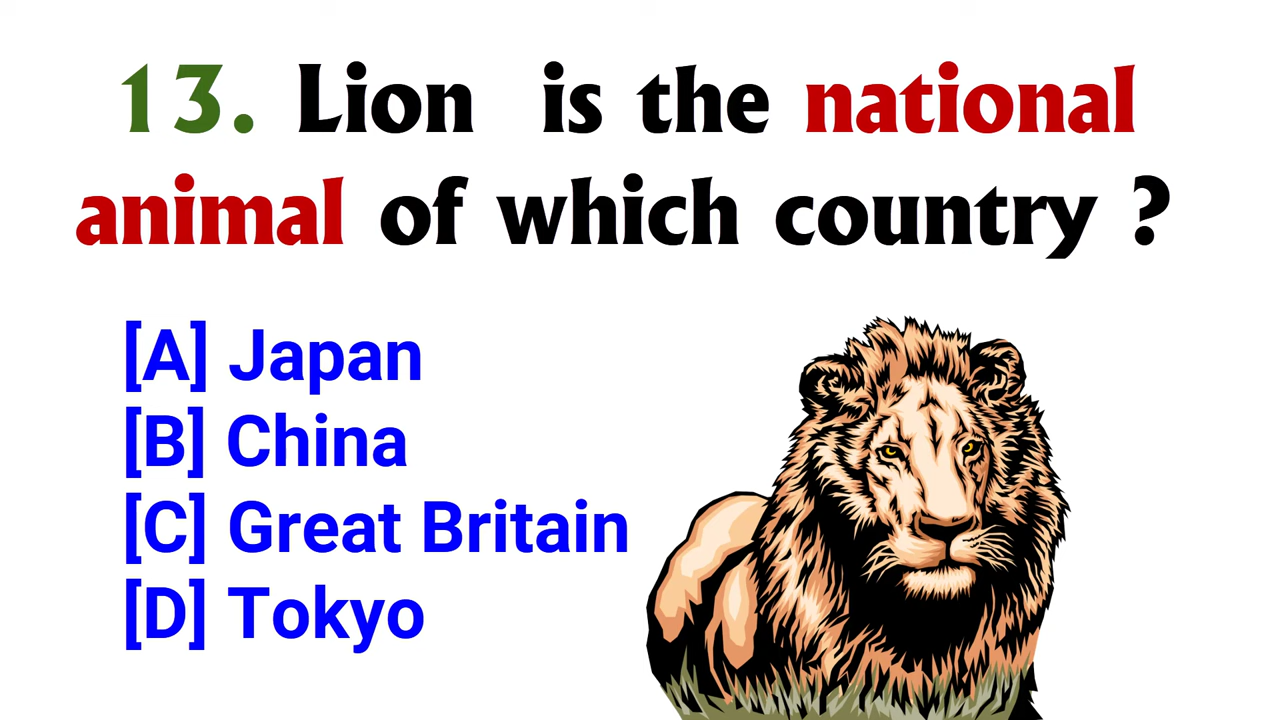 13. Lion is the national
animal of which country ?
[A] Japan
[B] China
[C] Great Britain
[D] Tokyo